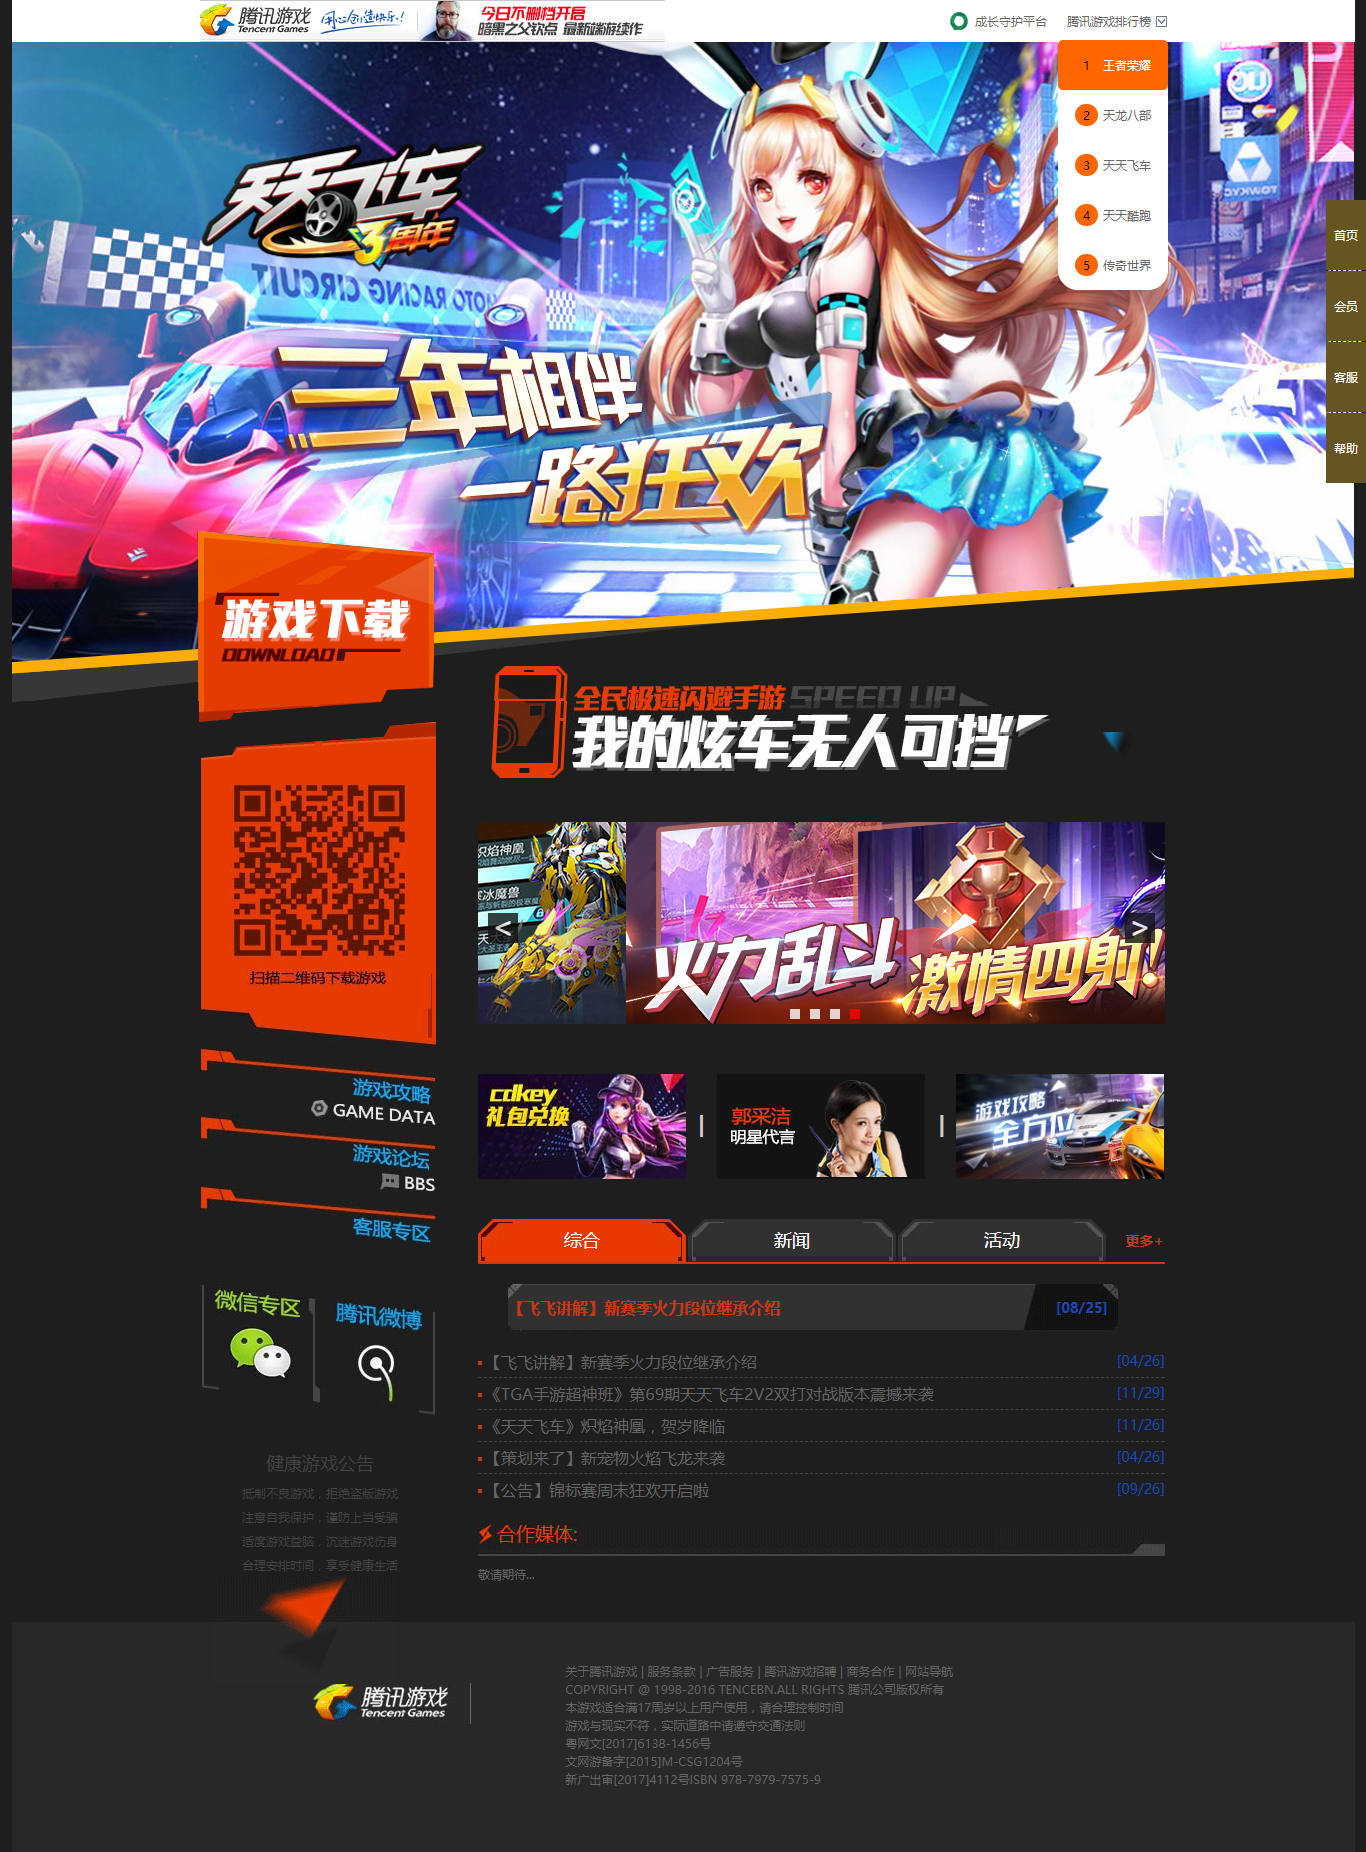 腾讯游戏
Tencent Games
用心创造快乐!
今日不删档开启
暗黑之父钦点 最新端游续作
成长守护平台
腾讯游戏排行榜
1 王者荣耀
2 天龙八部
3 天天飞车
4 天天酷跑
5 传奇世界
首页
会员
客服
帮助
天天飞车
3周年
MOTO RACING CIRCUIT
三年相伴
一路狂欢
游戏下载
DOWNLOAD
全民极速闪避手游 SPEED UP
我的炫车无人可挡
扫描二维码下载游戏
炽焰神凰
寒冰魔兽
<
I
火力乱斗
激情四射!
>
游戏攻略
GAME DATA
游戏论坛
BBS
客服专区
cdkey
礼包兑换
郭采洁
明星代言
游戏攻略
全方位
综合
新闻
活动
更多+
【飞飞讲解】新赛季火力段位继承介绍 [08/25]
【飞飞讲解】新赛季火力段位继承介绍 [04/26]
《TGA手游超神班》第69期天天飞车2V2双打对战版本震撼来袭 [11/29]
《天天飞车》炽焰神凰，贺岁降临 [11/26]
【策划来了】新宠物火焰飞龙来袭 [04/26]
【公告】锦标赛周末狂欢开启啦 [09/26]
微信专区
腾讯微博
健康游戏公告
抵制不良游戏，拒绝盗版游戏
注意自我保护，谨防上当受骗
适度游戏益脑，沉迷游戏伤身
合理安排时间，享受健康生活
合作媒体:
敬请期待...
腾讯游戏
Tencent Games
关于腾讯游戏 | 服务条款 | 广告服务 | 腾讯游戏招聘 | 商务合作 | 网站导航
COPYRIGHT @ 1998-2016 TENCEBN.ALL RIGHTS 腾讯公司版权所有
本游戏适合满17周岁以上用户使用，请合理控制时间
游戏与现实不符，实际道路中请遵守交通法则
粤网文[2017]6138-1456号
文网游备字[2015]M-CSG1204号
新广出审[2017]4112号ISBN 978-7979-7575-9